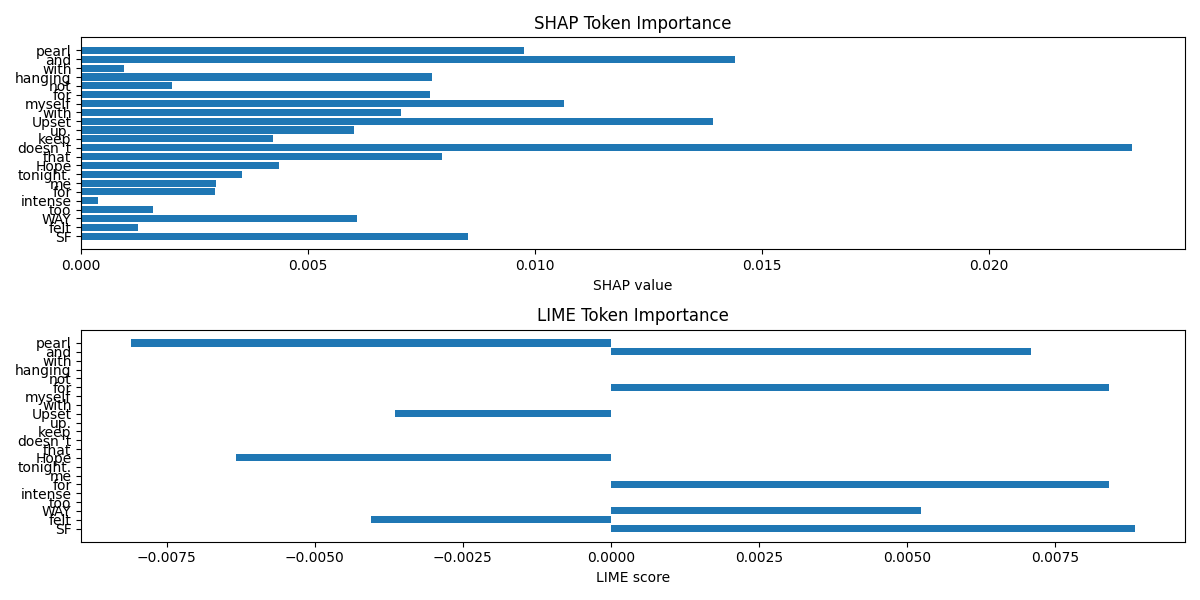 SHAP Token Importance
pearl
and
with
hanging
not
for
myself
with
Upset
up.
keep
doesn't
that
Hope
tonight.
me
for
intense
too
WAY
felt
SF
0.000 0.005 0.010 0.015 0.020
SHAP value
LIME Token Importance
pearl
and
with
hanging
not
for
myself
with
Upset
up.
keep
doesn't
that
Hope
tonight.
me
for
intense
too
WAY
felt
SF
−0.0075 −0.0050 −0.0025 0.0000 0.0025 0.0050 0.0075
LIME score